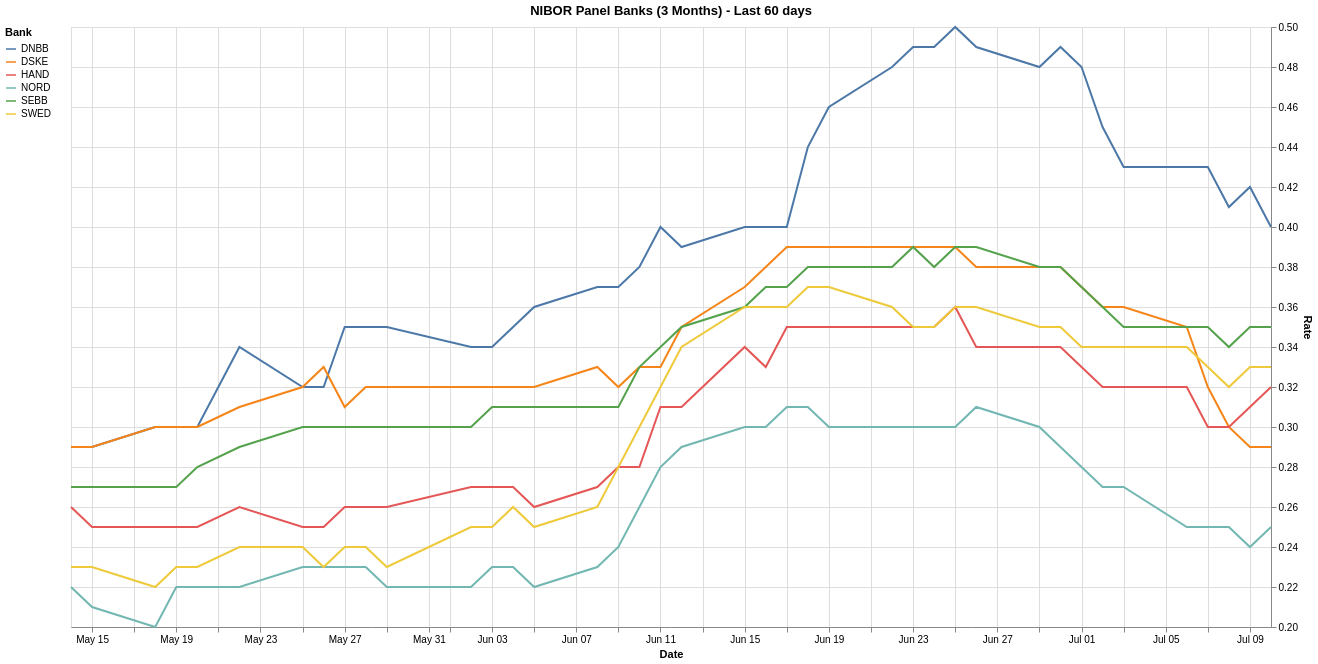 NIBOR Panel Banks (3 Months) - Last 60 days
Bank
DNBB
DSKE
HAND
NORD
SEBB
SWED
0.50
0.48
0.46
0.44
0.42
0.40
0.38
0.36
0.34
0.32
0.30
0.28
0.26
0.24
0.22
0.20
Rate
May 15 May 19 May 23 May 27 May 31 Jun 03 Jun 07 Jun 11 Jun 15 Jun 19 Jun 23 Jun 27 Jul 01 Jul 05 Jul 09
Date